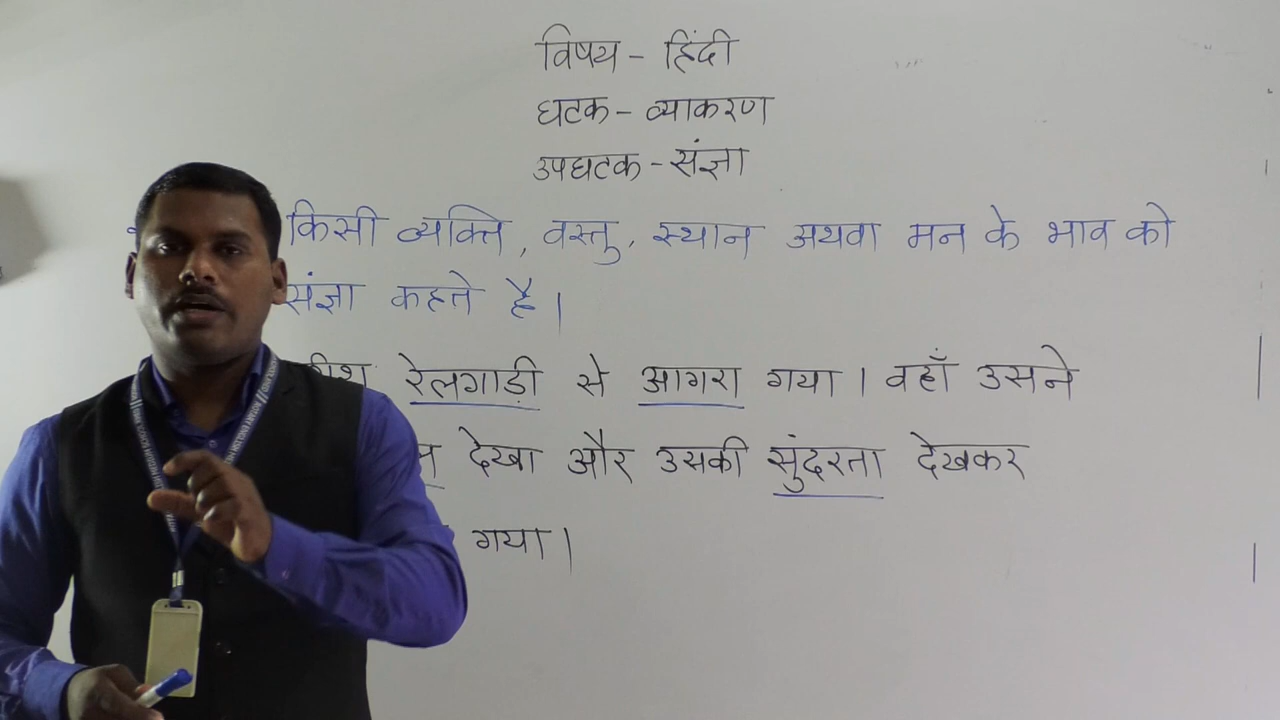 विषय - हिंदी
घटक - व्याकरण
उपघटक - संज्ञा
किसी व्यक्ति, वस्तु, स्थान अथवा मन के भाव को
संज्ञा कहते है।
रेलगाड़ी से आगरा गया। वहाँ उसने
देखा और उसकी सुंदरता देखकर
गया।